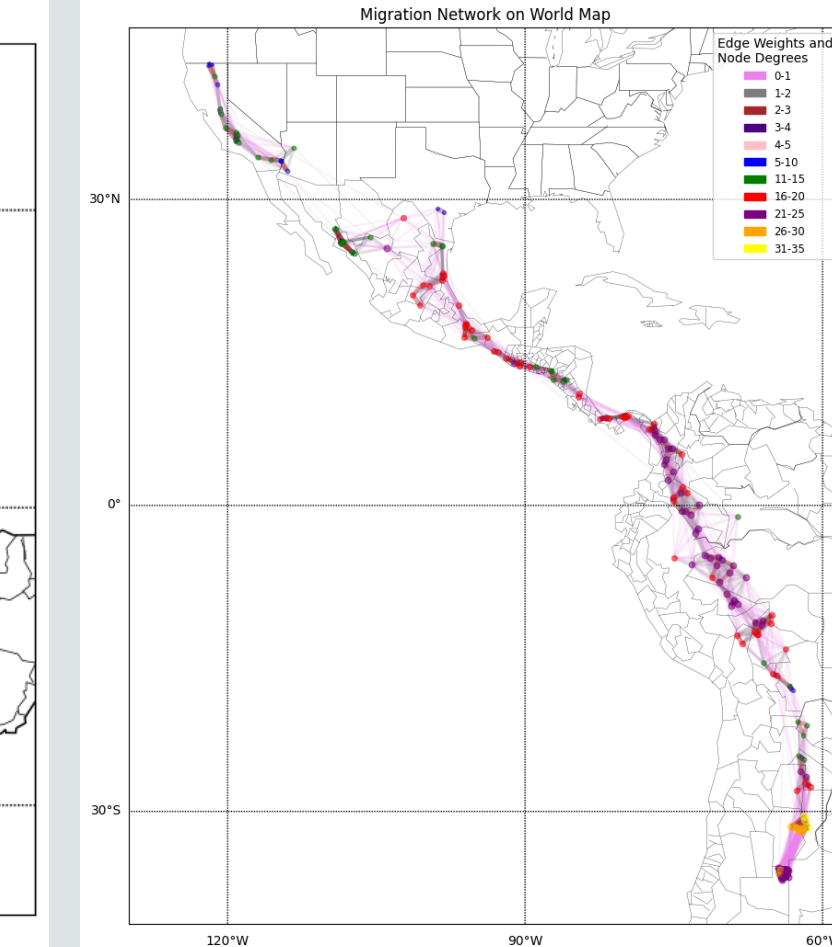 Migration Network on World Map
Edge Weights and
Node Degrees
0-1
1-2
2-3
3-4
4-5
5-10
11-15
16-20
21-25
26-30
31-35
30°N
0°
30°S
120°W
90°W
60°W